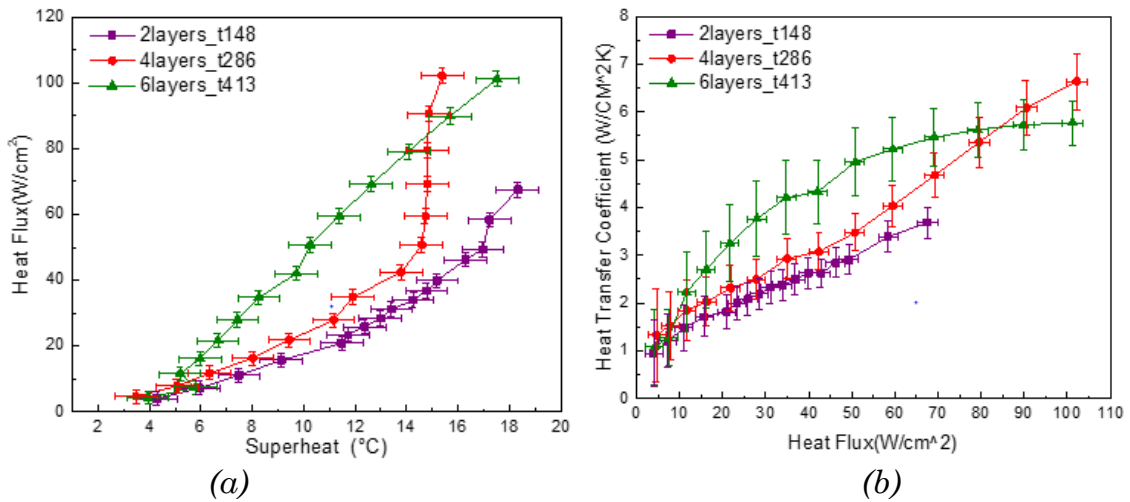 2layers_t148
4layers_t286
6layers_t413
Heat Flux(W/cm²)
120
100
80
60
40
20
0
2 4 6 8 10 12 14 16 18 20
Superheat (°C)
(a)
2layers_t148
4layers_t286
6layers_t413
Heat Transfer Coefficient (W/CM^2K)
8
7
6
5
4
3
2
1
0
0 10 20 30 40 50 60 70 80 90 100 110
Heat Flux(W/cm^2)
(b)